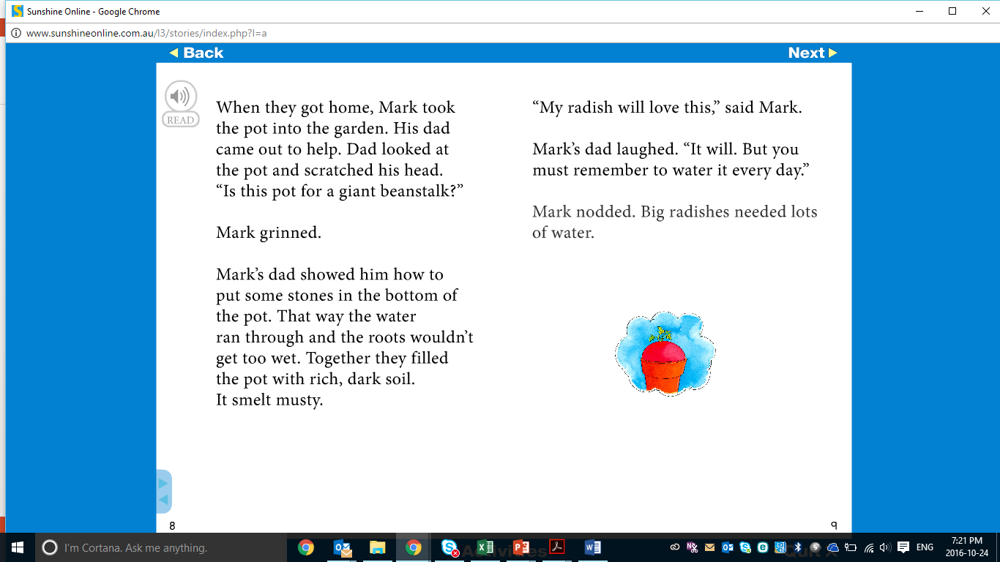 Sunshine Online - Google Chrome
www.sunshineonline.com.au/l3/stories/index.php?l=a
Back
Next
READ
When they got home, Mark took
the pot into the garden. His dad
came out to help. Dad looked at
the pot and scratched his head.
“Is this pot for a giant beanstalk?”
Mark grinned.
Mark’s dad showed him how to
put some stones in the bottom of
the pot. That way the water
ran through and the roots wouldn’t
get too wet. Together they filled
the pot with rich, dark soil.
It smelt musty.
8
“My radish will love this,” said Mark.
Mark’s dad laughed. “It will. But you
must remember to water it every day.”
Mark nodded. Big radishes needed lots
of water.
9
Activities
Quit X
I’m Cortana. Ask me anything.
ENG
7:21 PM
2016-10-24